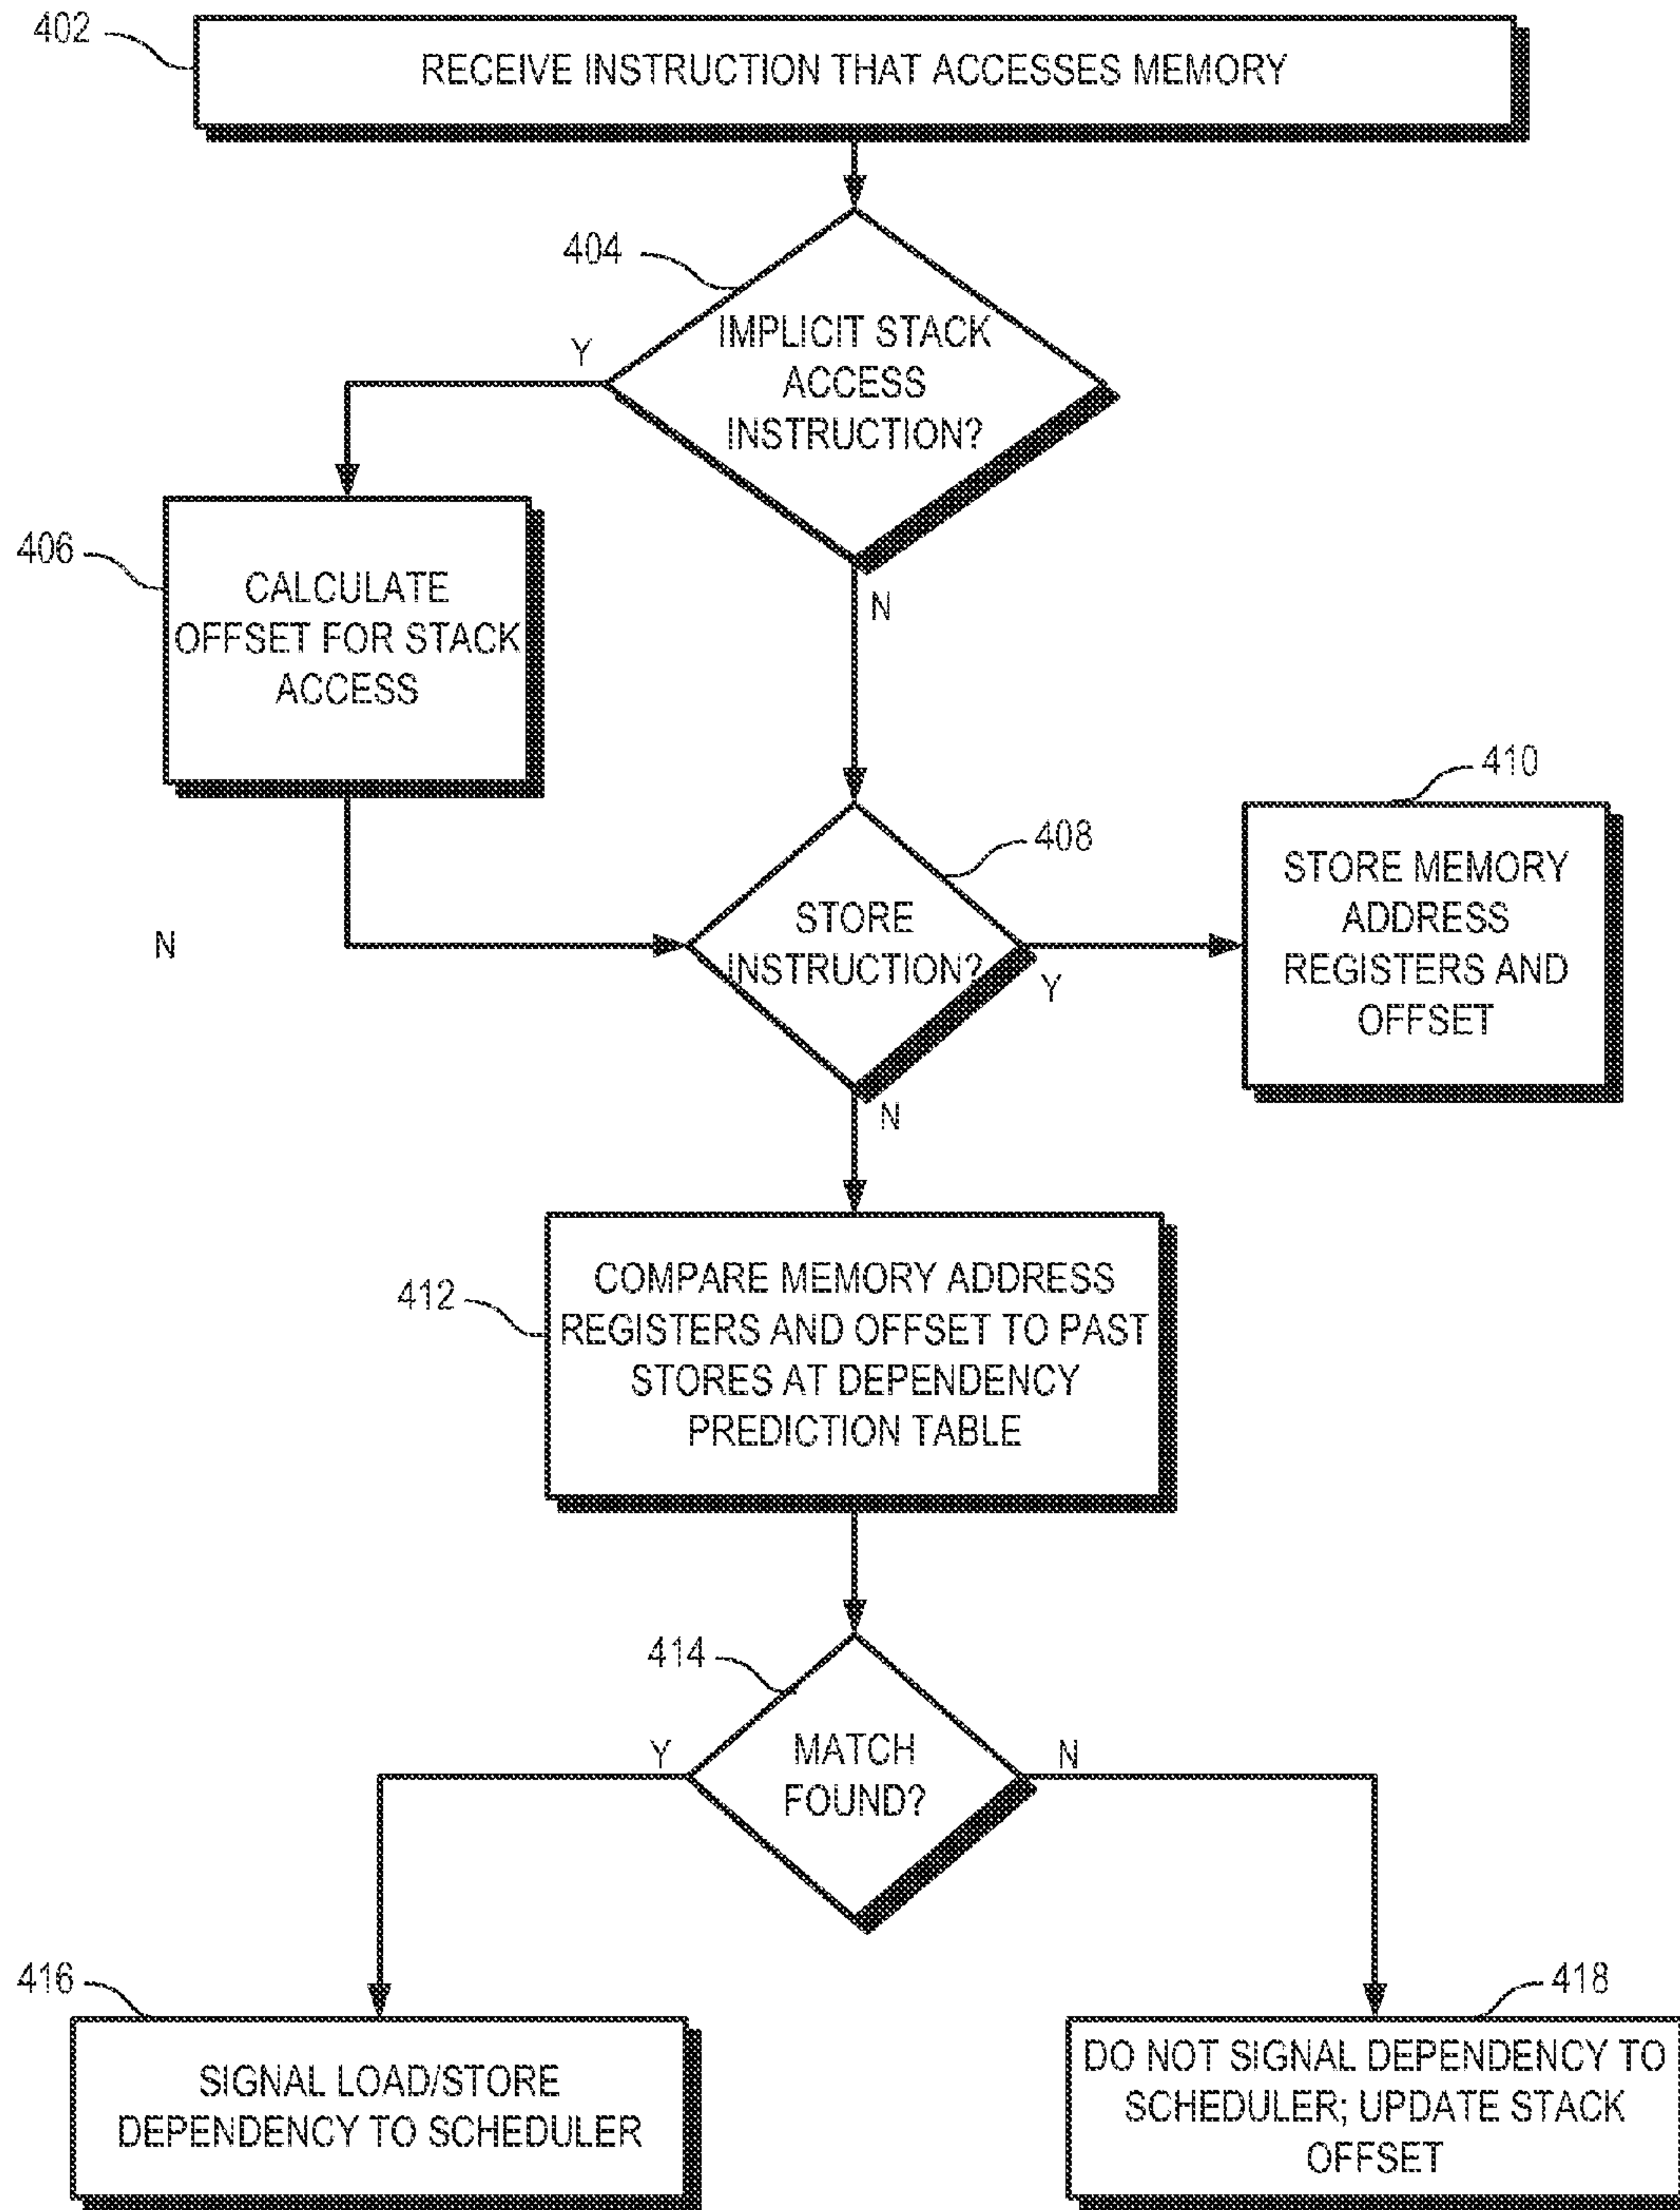 402
RECEIVE INSTRUCTION THAT ACCESSES MEMORY
404
IMPLICIT STACK
ACCESS
INSTRUCTION?
Y
N
406
CALCULATE
OFFSET FOR STACK
ACCESS
408
STORE
INSTRUCTION?
N
Y
N
410
STORE MEMORY
ADDRESS
REGISTERS AND
OFFSET
412
COMPARE MEMORY ADDRESS
REGISTERS AND OFFSET TO PAST
STORES AT DEPENDENCY
PREDICTION TABLE
414
MATCH
FOUND?
Y
N
416
SIGNAL LOAD/STORE
DEPENDENCY TO SCHEDULER
418
DO NOT SIGNAL DEPENDENCY TO
SCHEDULER; UPDATE STACK
OFFSET